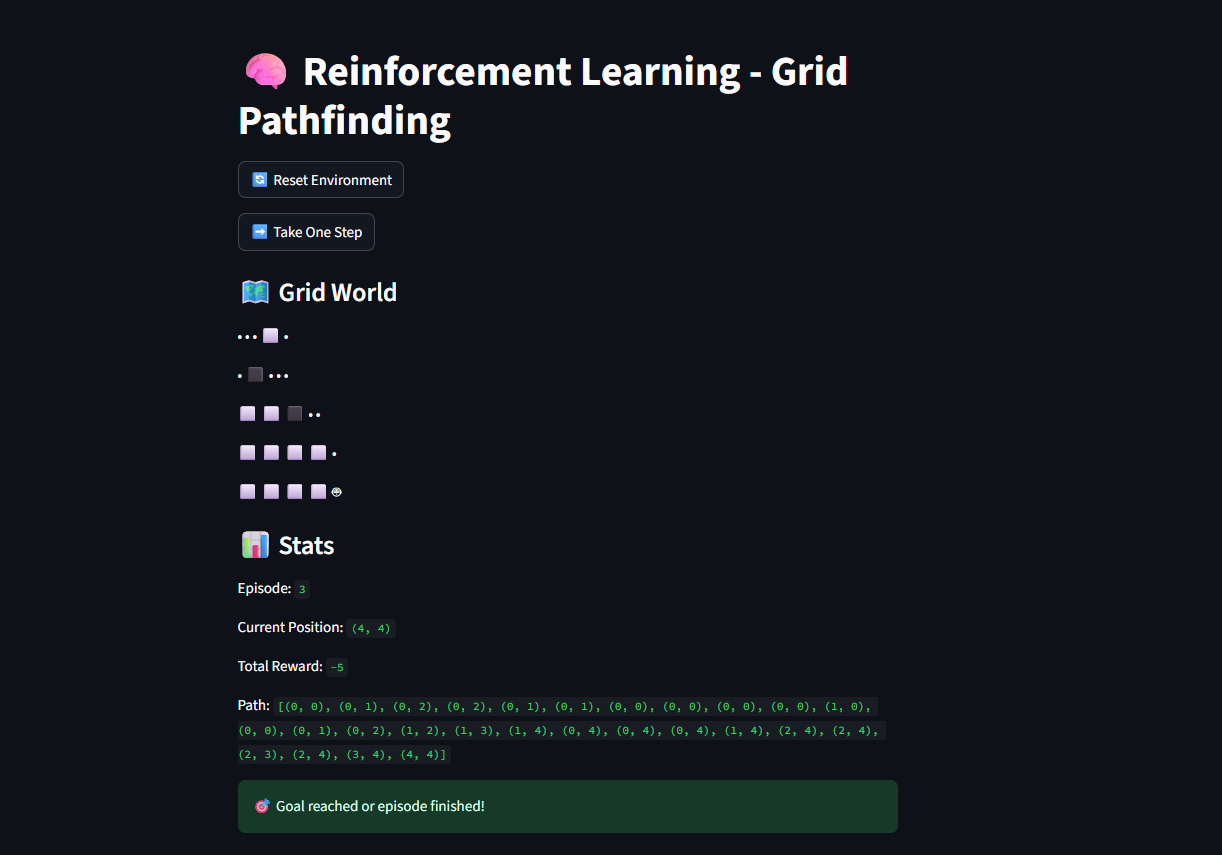 🧠 Reinforcement Learning - Grid
Pathfinding
🔄 Reset Environment
➡️ Take One Step
🗺️ Grid World
• • • ⬜ •
• ⬛ • • •
⬜ ⬜ ⬛ • •
⬜ ⬜ ⬜ ⬜ •
⬜ ⬜ ⬜ ⬜ 😀
📊 Stats
Episode: 3
Current Position: (4, 4)
Total Reward: -5
Path: [(0, 0), (0, 1), (0, 2), (0, 2), (0, 1), (0, 1), (0, 0), (0, 0), (0, 0), (0, 0), (1, 0),
(0, 0), (0, 1), (0, 2), (1, 2), (1, 3), (1, 4), (0, 4), (0, 4), (0, 4), (1, 4), (2, 4), (2, 4),
(2, 3), (2, 4), (3, 4), (4, 4)]
🎯 Goal reached or episode finished!